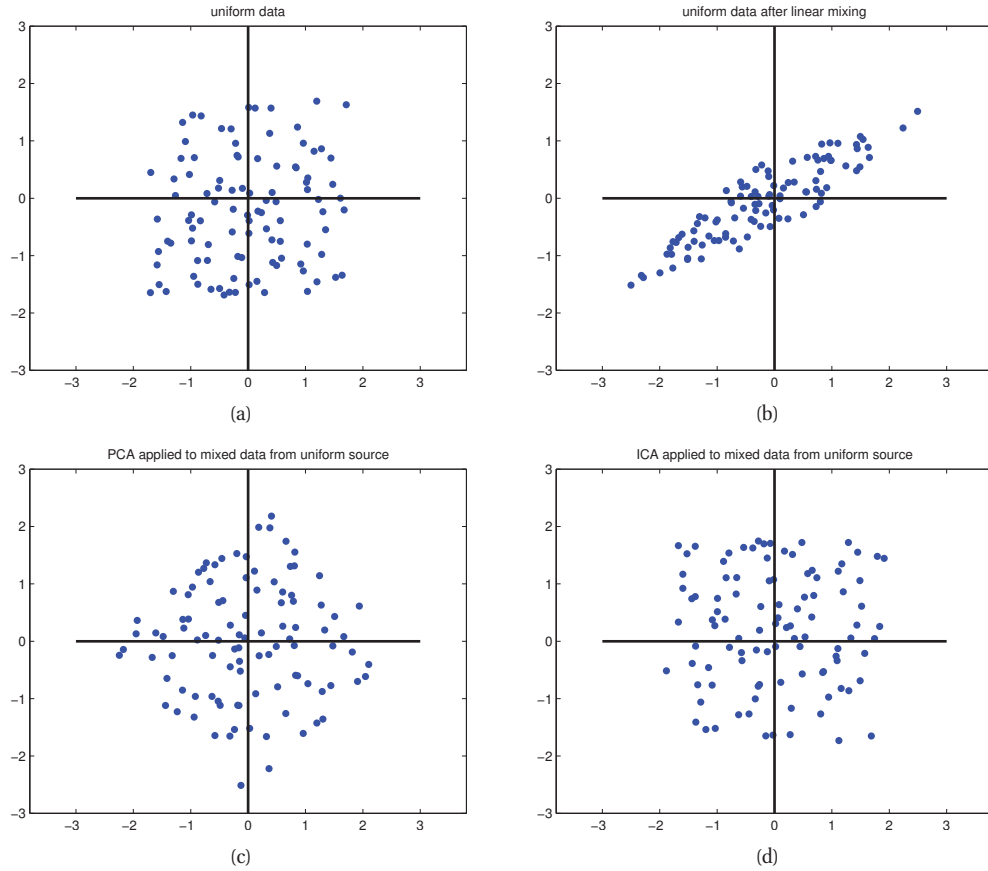 uniform data
3
2
1
0
−1
−2
−3
−3 −2 −1 0 1 2 3
(a)
uniform data after linear mixing
3
2
1
0
−1
−2
−3
−3 −2 −1 0 1 2 3
(b)
PCA applied to mixed data from uniform source
3
2
1
0
−1
−2
−3
−3 −2 −1 0 1 2 3
(c)
ICA applied to mixed data from uniform source
3
2
1
0
−1
−2
−3
−3 −2 −1 0 1 2 3
(d)